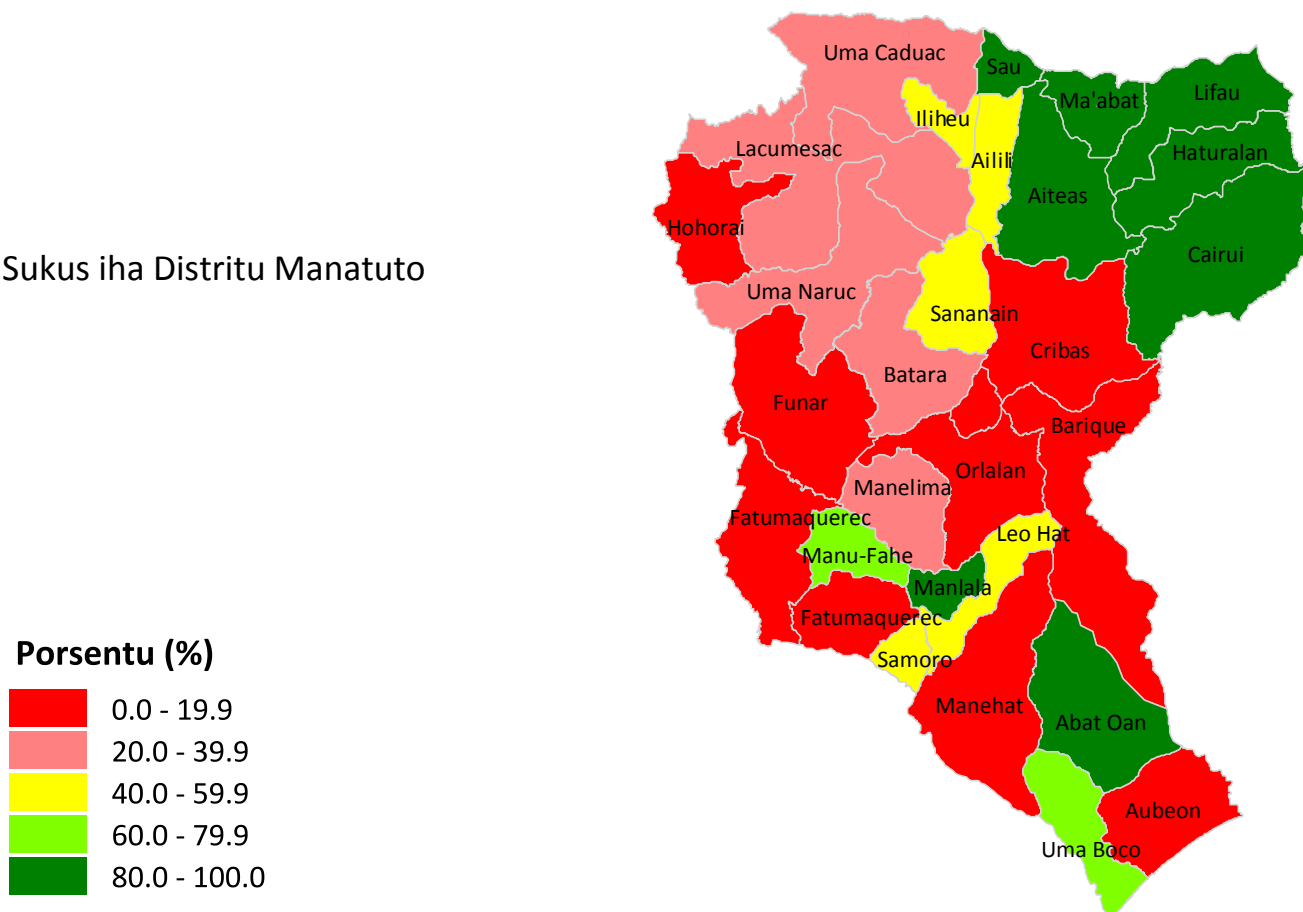 Uma Caduac
Sau
Ma'abat
Lifau
Iliheu
Lacumesac
Ailili
Haturalan
Aiteas
Hohorai
Cairui
Sukus iha Distritu Manatuto
Uma Naruc
Sananain
Cribas
Batara
Funar
Barique
Orlalan
Manelima
Fatumaquerec
Leo Hat
Manu-Fahe
Manlala
Fatumaquerec
Samoro
Manehat
Abat Oan
Aubeon
Uma Boco
Porsentu (%)
0.0 - 19.9
20.0 - 39.9
40.0 - 59.9
60.0 - 79.9
80.0 - 100.0